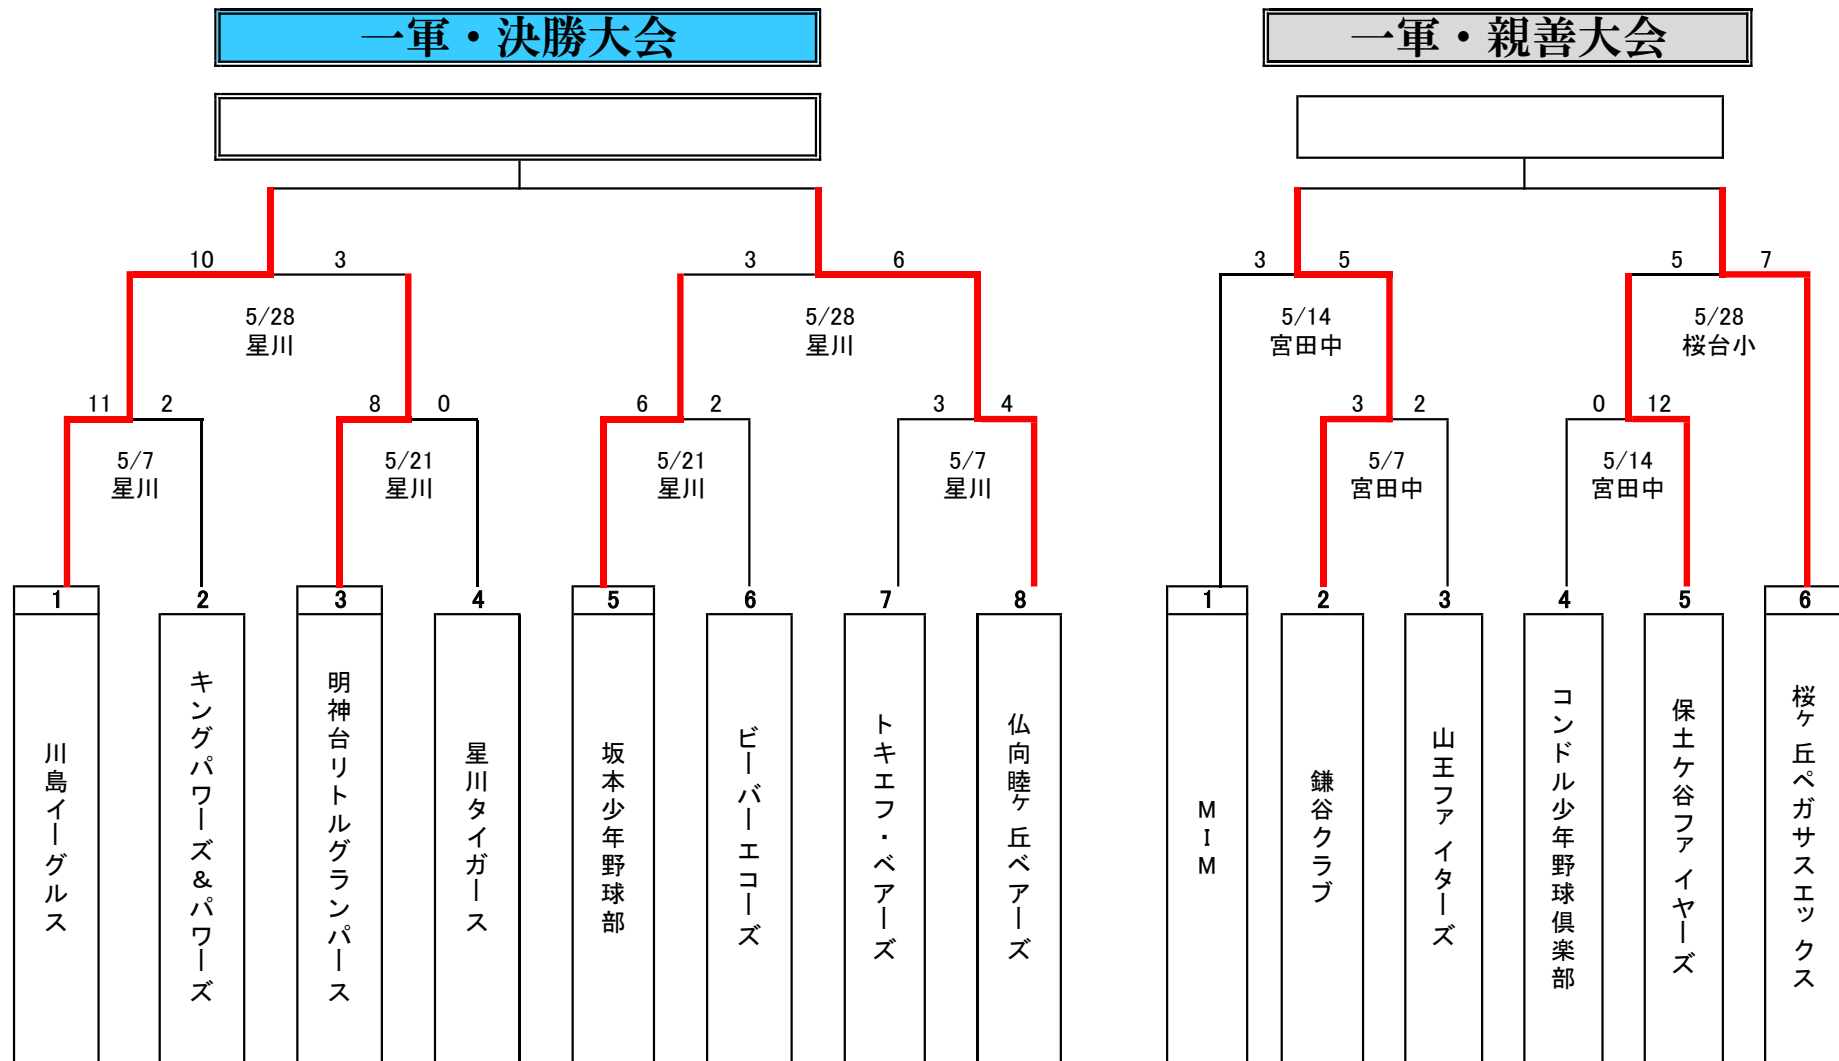 一軍・決勝大会
一軍・親善大会
10 3
3 6
3 5
5 7
5/28
星川
5/28
星川
5/14
宮田中
5/28
桜台小
11 2
8 0
6 2
3 4
3 2
0 12
5/7
星川
5/21
星川
5/21
星川
5/7
星川
5/7
宮田中
5/14
宮田中
1
2
3
4
5
6
7
8
1
2
3
4
5
6
川島イーグルス
キングパワーズ&パワーズ
明神台リトルグランパース
星川タイガース
坂本少年野球部
ビーバーエコーズ
トキエフ・ベアーズ
仏向睦ヶ丘ベアーズ
MIM
鎌谷クラブ
山王ファイターズ
コンドル少年野球倶楽部
保土ケ谷ファイヤーズ
桜ヶ丘ペガサスエックス